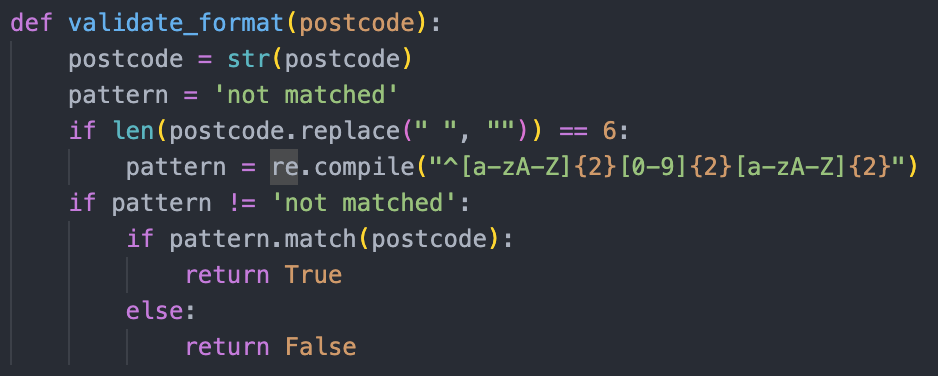 def validate_format(postcode):
    postcode = str(postcode)
    pattern = 'not matched'
    if len(postcode.replace(" ", "")) == 6:
        pattern = re.compile("^[a-zA-Z]{2}[0-9]{2}[a-zA-Z]{2}")
    if pattern != 'not matched':
        if pattern.match(postcode):
            return True
        else:
            return False